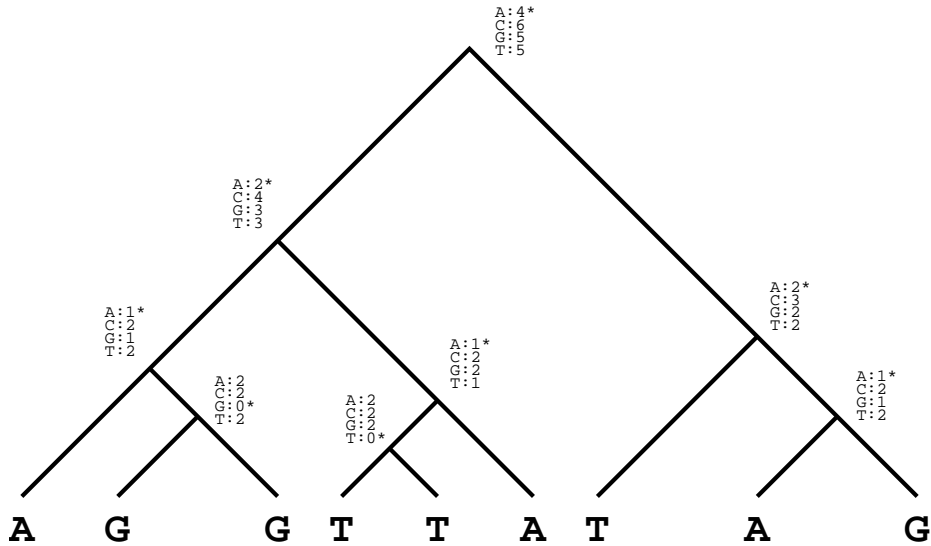 A:4*
C:6
G:5
T:5
A:2*
C:4
G:3
T:3
A:2*
C:3
G:2
T:2
A:1*
C:2
G:1
T:2
A:1*
C:2
G:2
T:1
A:1*
C:2
G:1
T:2
A:2
C:2
G:0*
T:2
A:2
C:2
G:2
T:0*
A G G T T A T A G